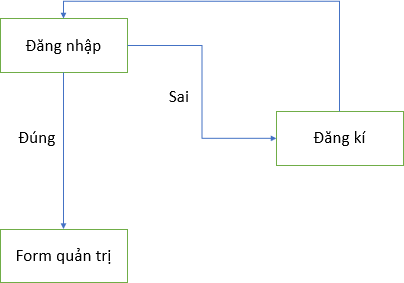 Đăng nhập
Sai
Đúng
Đăng kí
Form quản trị